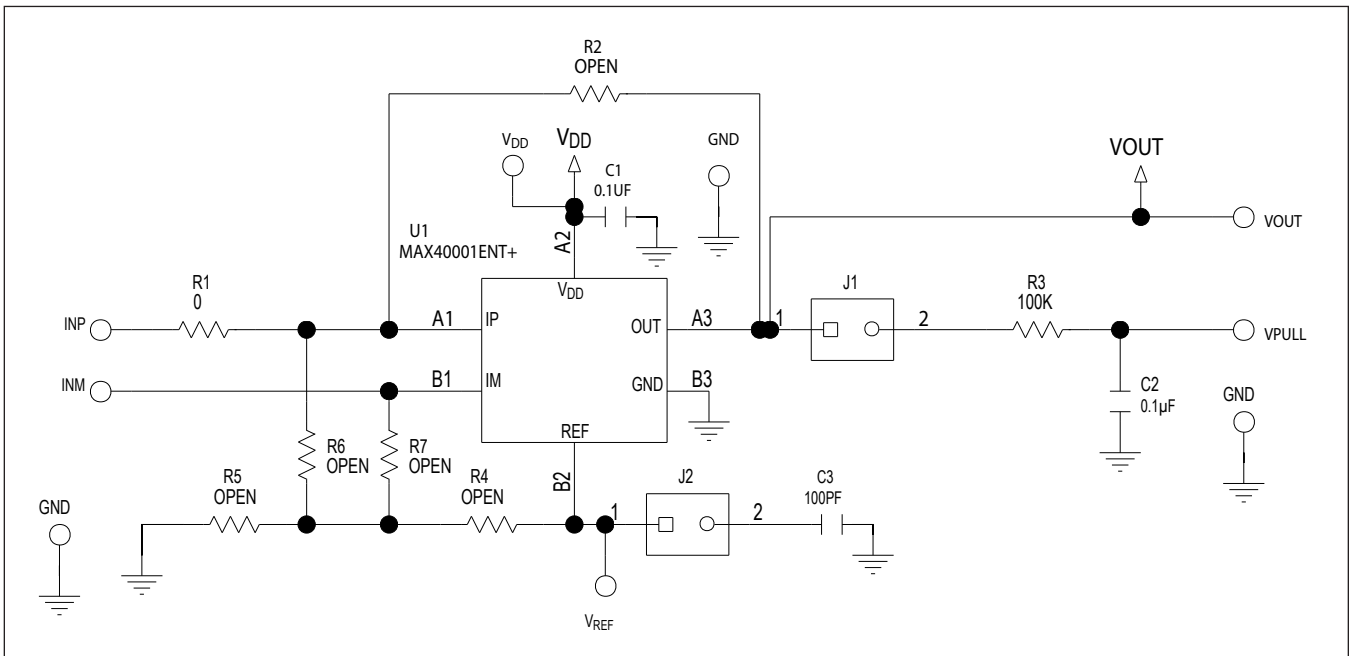 R2
OPEN
VDD
VDD
GND
C1
0.1UF
VOUT
VOUT
U1
MAX40001ENT+
A2
VDD
R1
0
INP
A1
IP
OUT
A3
1
J1
2
R3
100K
VPULL
INM
B1
IM
GND
B3
C2
0.1µF
GND
REF
R6
OPEN
R7
OPEN
B2
R5
OPEN
R4
OPEN
1
J2
2
C3
100PF
GND
VREF